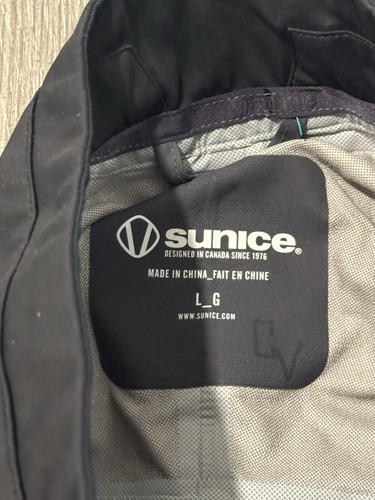 sunice®
DESIGNED IN CANADA SINCE 1976
MADE IN CHINA_FAIT EN CHINE
L_G
WWW.SUNICE.COM